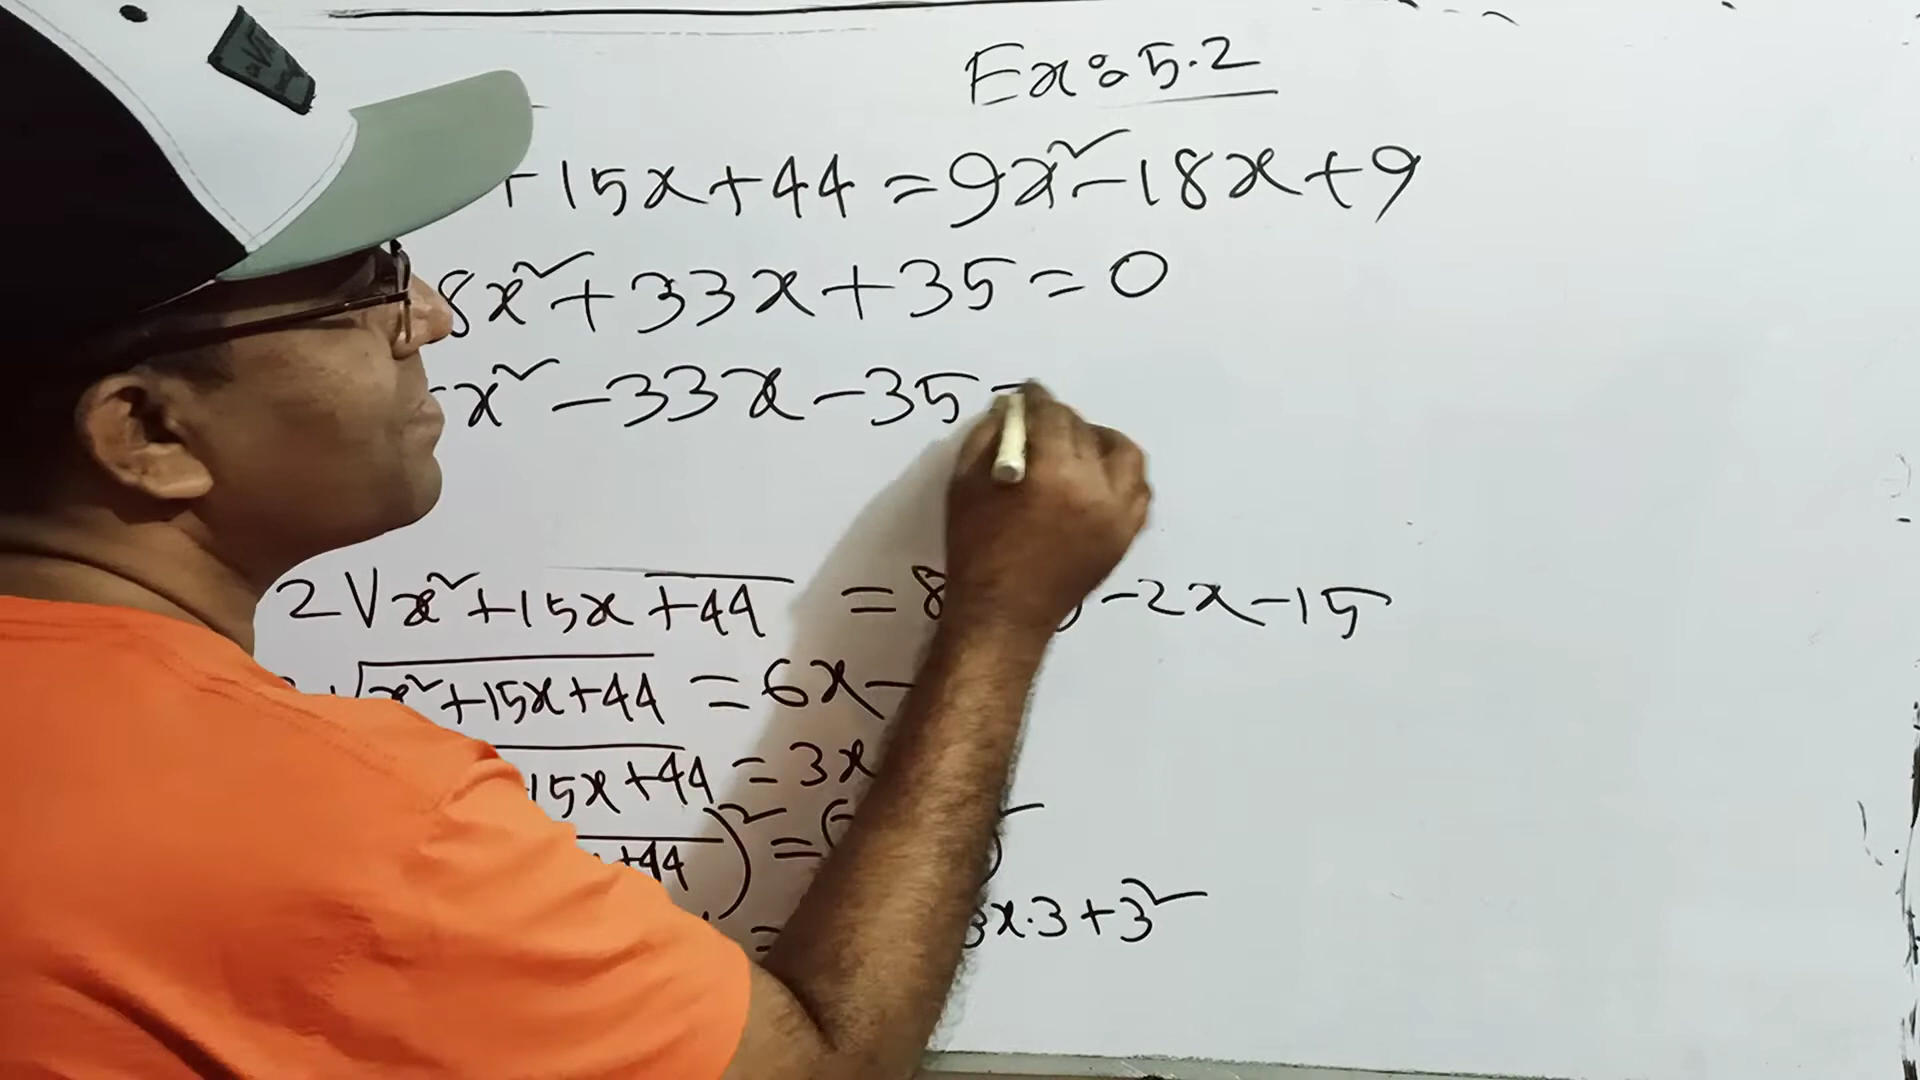 Ex: 5.2
+15x+44 = 9x²-18x+9
8x²+33x+35=0
x²-33x-35=
2√x²+15x+44 = 8 -2x-15
√x²+15x+44 = 6x-
15x+44 = 3x
+44)²=(
= 3x·3+3²